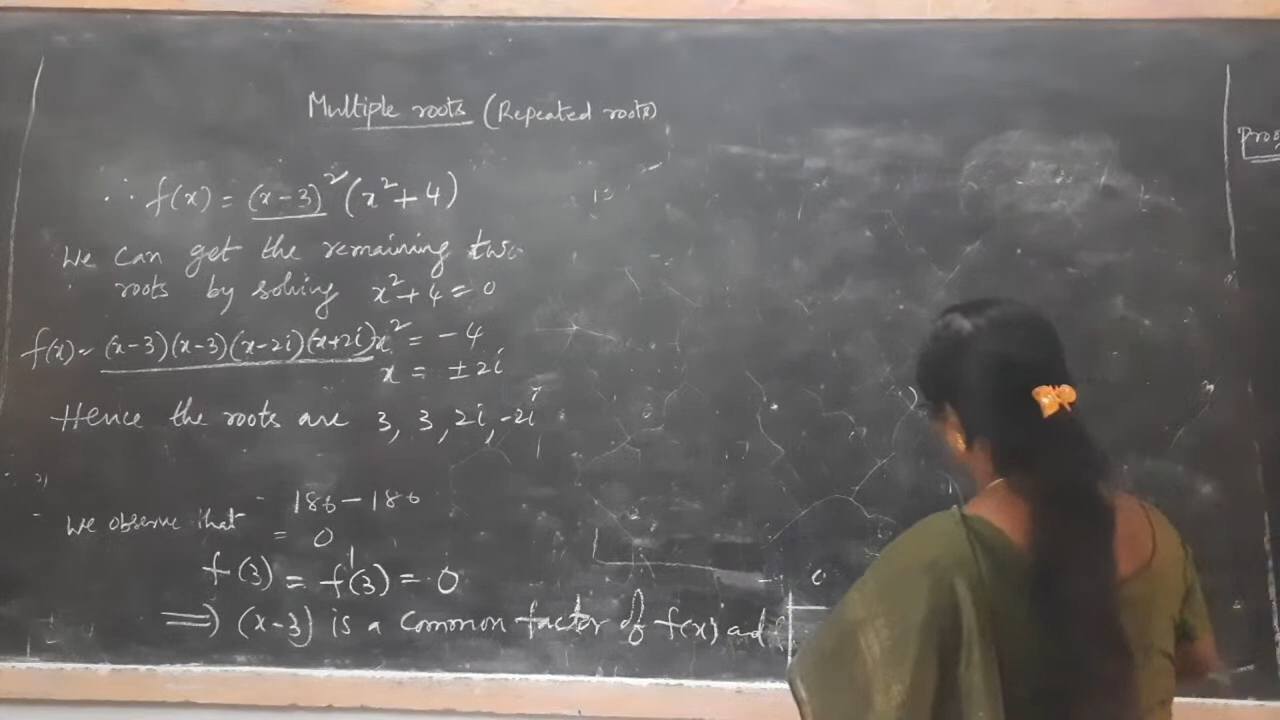 Multiple roots (Repeated roots)
∴ f(x) = (x-3)² (x²+4)
We can get the remaining two
roots by solving x²+4=0
f(x) = (x-3)(x-3)(x-2i)(x+2i) x² = -4
x = ±2i
Hence the roots are 3, 3, 2i, -2i
186-186
We observe that = 0
f(3) = f'(3) = 0
⇒ (x-3) is a common factor of f(x) and